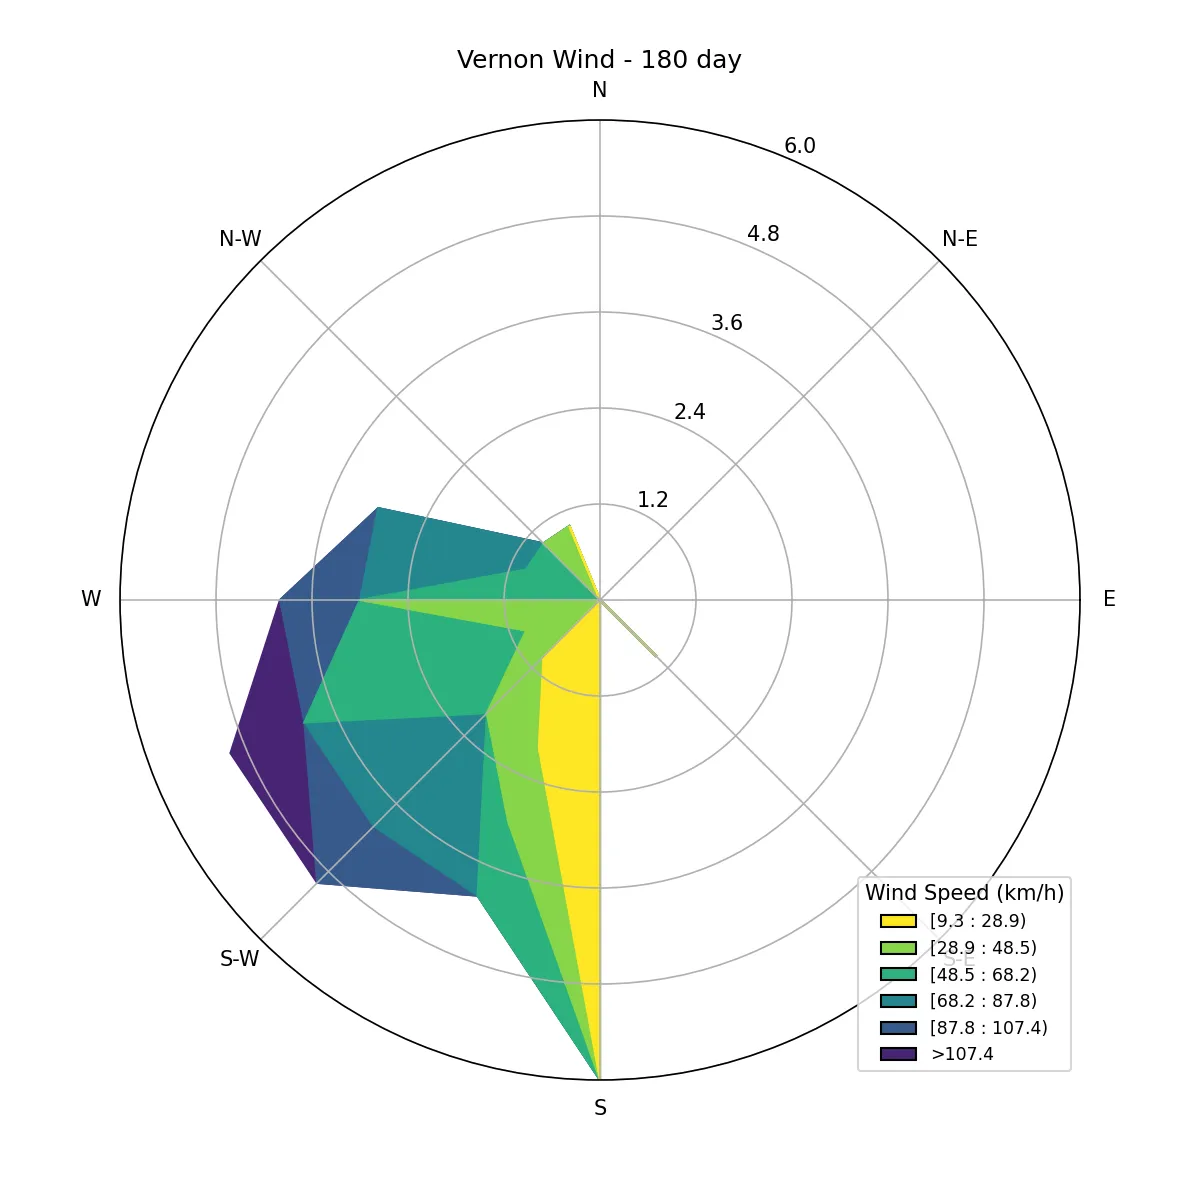 Vernon Wind - 180 day
N
6.0
N-W
4.8
N-E
3.6
2.4
1.2
W
E
Wind Speed (km/h)
[9.3 : 28.9)
[28.9 : 48.5)
S-W
S-E
[48.5 : 68.2)
[68.2 : 87.8)
[87.8 : 107.4)
>107.4
S